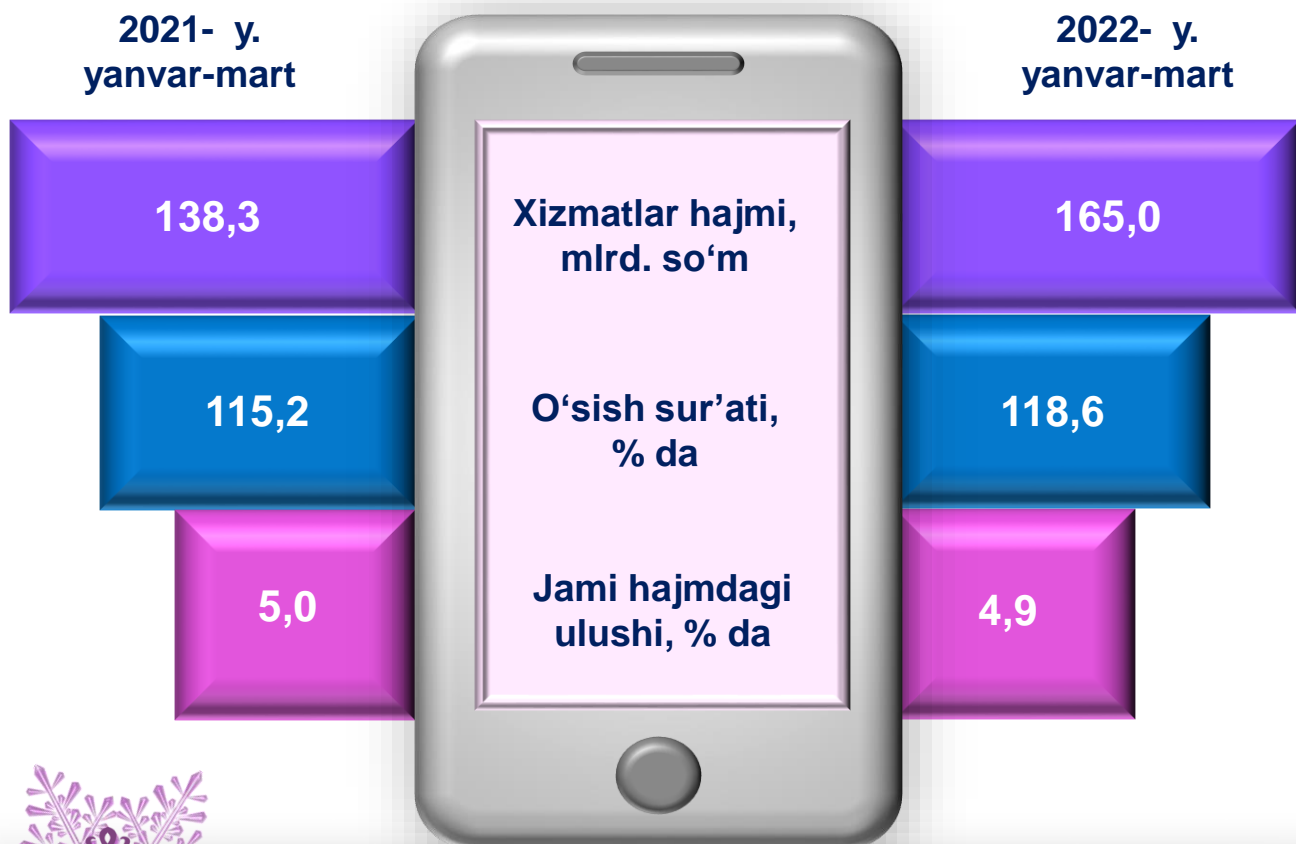 2021- y.
yanvar-mart
2022- y.
yanvar-mart
138,3
Xizmatlar hajmi,
mlrd. so‘m
165,0
115,2
O‘sish sur’ati,
% da
118,6
5,0
Jami hajmdagi
ulushi, % da
4,9